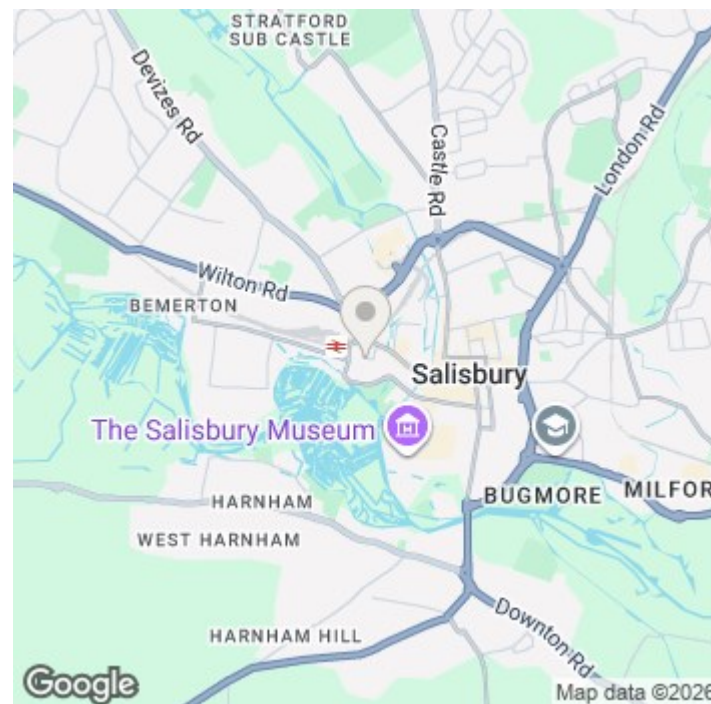 STRATFORD
SUB CASTLE
Devizes Rd
Castle Rd
London Rd
Wilton Rd
BEMERTON
Salisbury
The Salisbury Museum
HARNHAM
BUGMORE
MILFOR
WEST HARNHAM
HARNHAM HILL
Downton Rd
Google
Map data ©2026